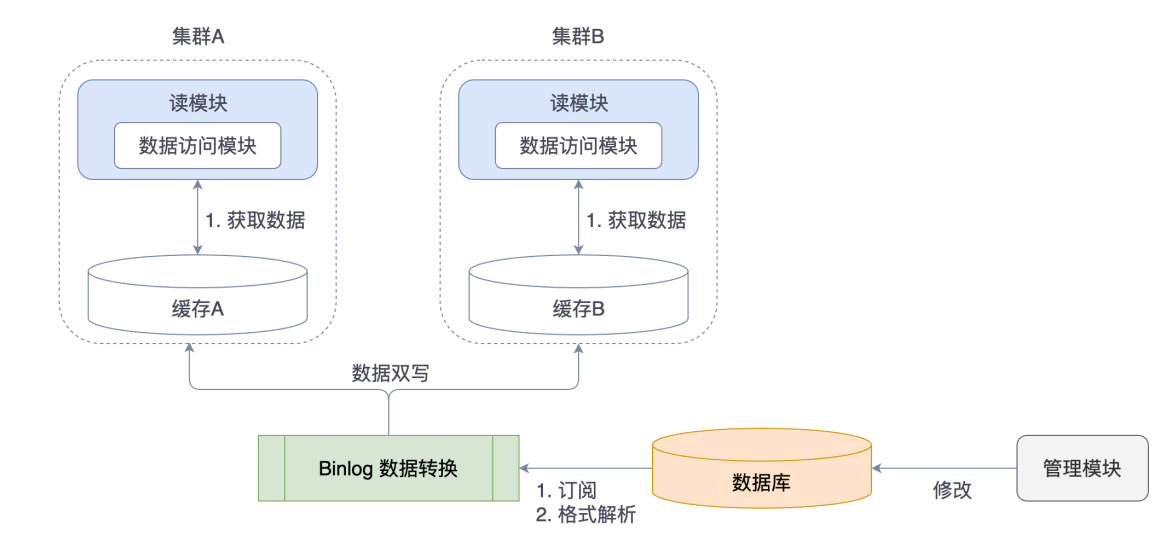 集群A
集群B
读模块
数据访问模块
读模块
数据访问模块
1. 获取数据
1. 获取数据
缓存A
缓存B
数据双写
Binlog 数据转换
1. 订阅
2. 格式解析
数据库
修改
管理模块